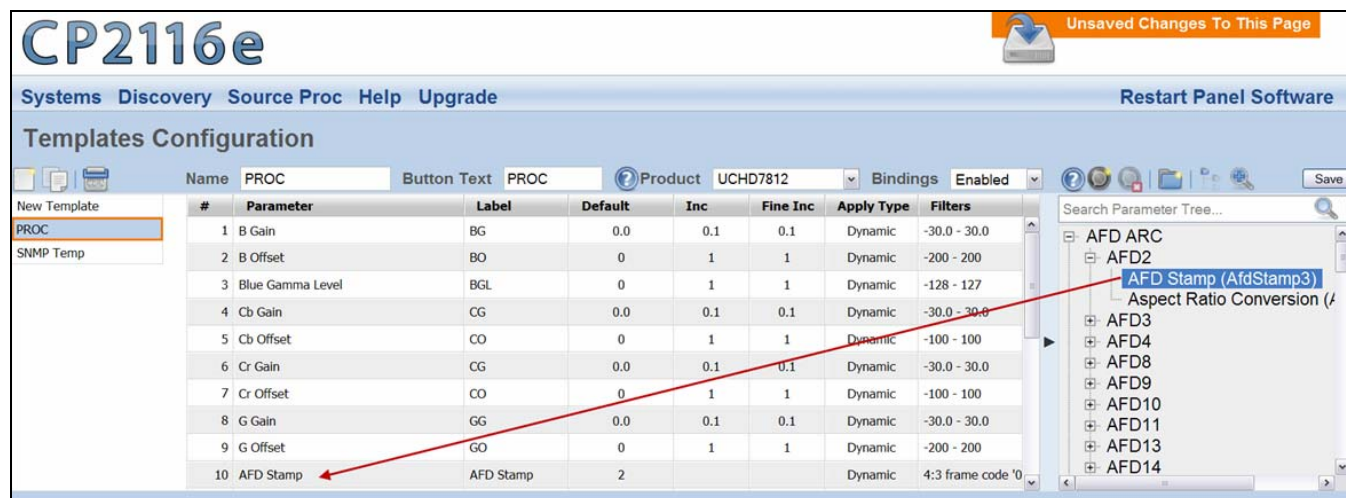 CP2116e
Unsaved Changes To This Page
Systems Discovery Source Proc Help Upgrade Restart Panel Software
Templates Configuration
Name PROC Button Text PROC Product UCHD7812 Bindings Enabled Save
New Template
PROC
SNMP Temp
# Parameter Label Default Inc Fine Inc Apply Type Filters
1 B Gain BG 0.0 0.1 0.1 Dynamic -30.0 - 30.0
2 B Offset BO 0 1 1 Dynamic -200 - 200
3 Blue Gamma Level BGL 0 1 1 Dynamic -128 - 127
4 Cb Gain CG 0.0 0.1 0.1 Dynamic -30.0 - 30.0
5 Cb Offset CO 0 1 1 Dynamic -100 - 100
6 Cr Gain CG 0.0 0.1 0.1 Dynamic -30.0 - 30.0
7 Cr Offset CO 0 1 1 Dynamic -100 - 100
8 G Gain GG 0.0 0.1 0.1 Dynamic -30.0 - 30.0
9 G Offset GO 0 1 1 Dynamic -200 - 200
10 AFD Stamp AFD Stamp 2 Dynamic 4:3 frame code '0
Search Parameter Tree...
AFD ARC
AFD2
AFD Stamp (AfdStamp3)
Aspect Ratio Conversion (A
AFD3
AFD4
AFD8
AFD9
AFD10
AFD11
AFD13
AFD14